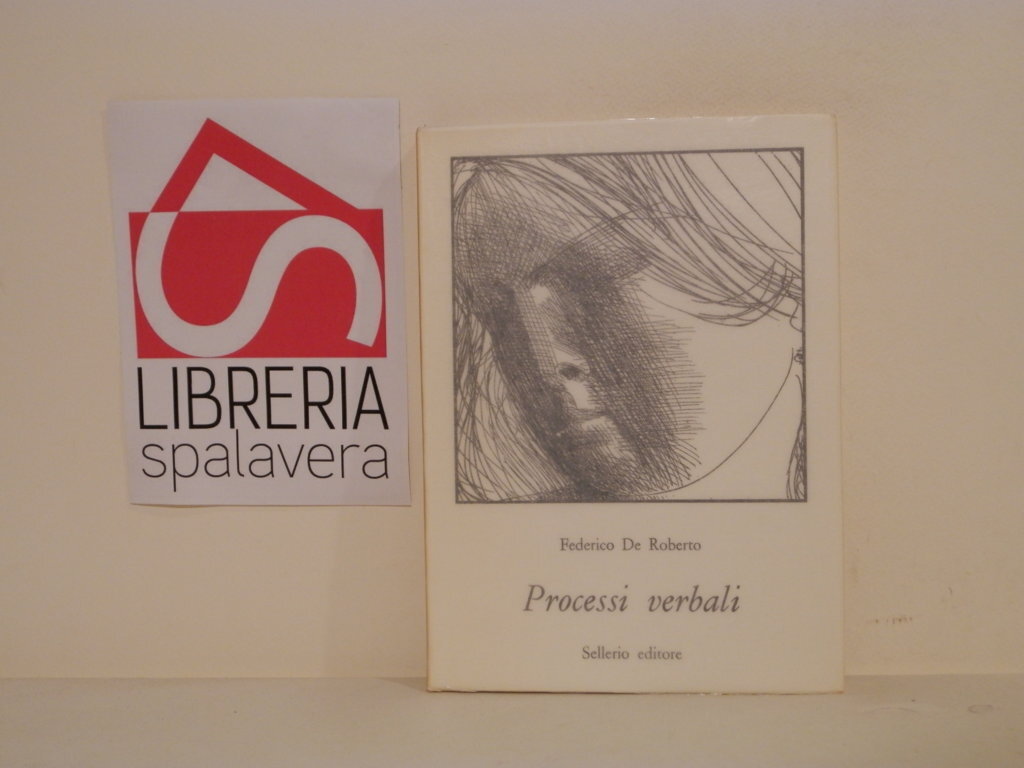 LIBRERIA
spalavera
Federico De Roberto
Processi verbali
Sellerio editore